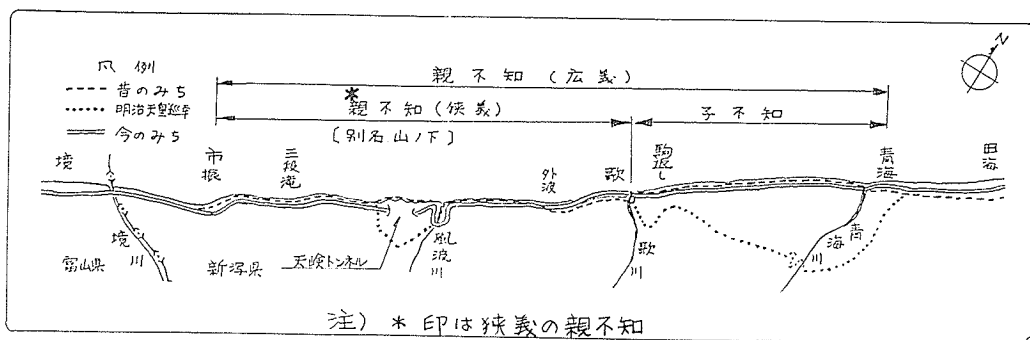 凡例
昔のみち
明治天皇巡幸
今のみち
N
親不知(広義)
*
親不知(狭義)
子不知
〔別名山ノ下〕
境
市振
三段滝
外波
歌
駒返し
青海
田海
境川
風波川
歌川
青海川
富山県
新潟県
天険トンネル
注) * 印は狭義の親不知